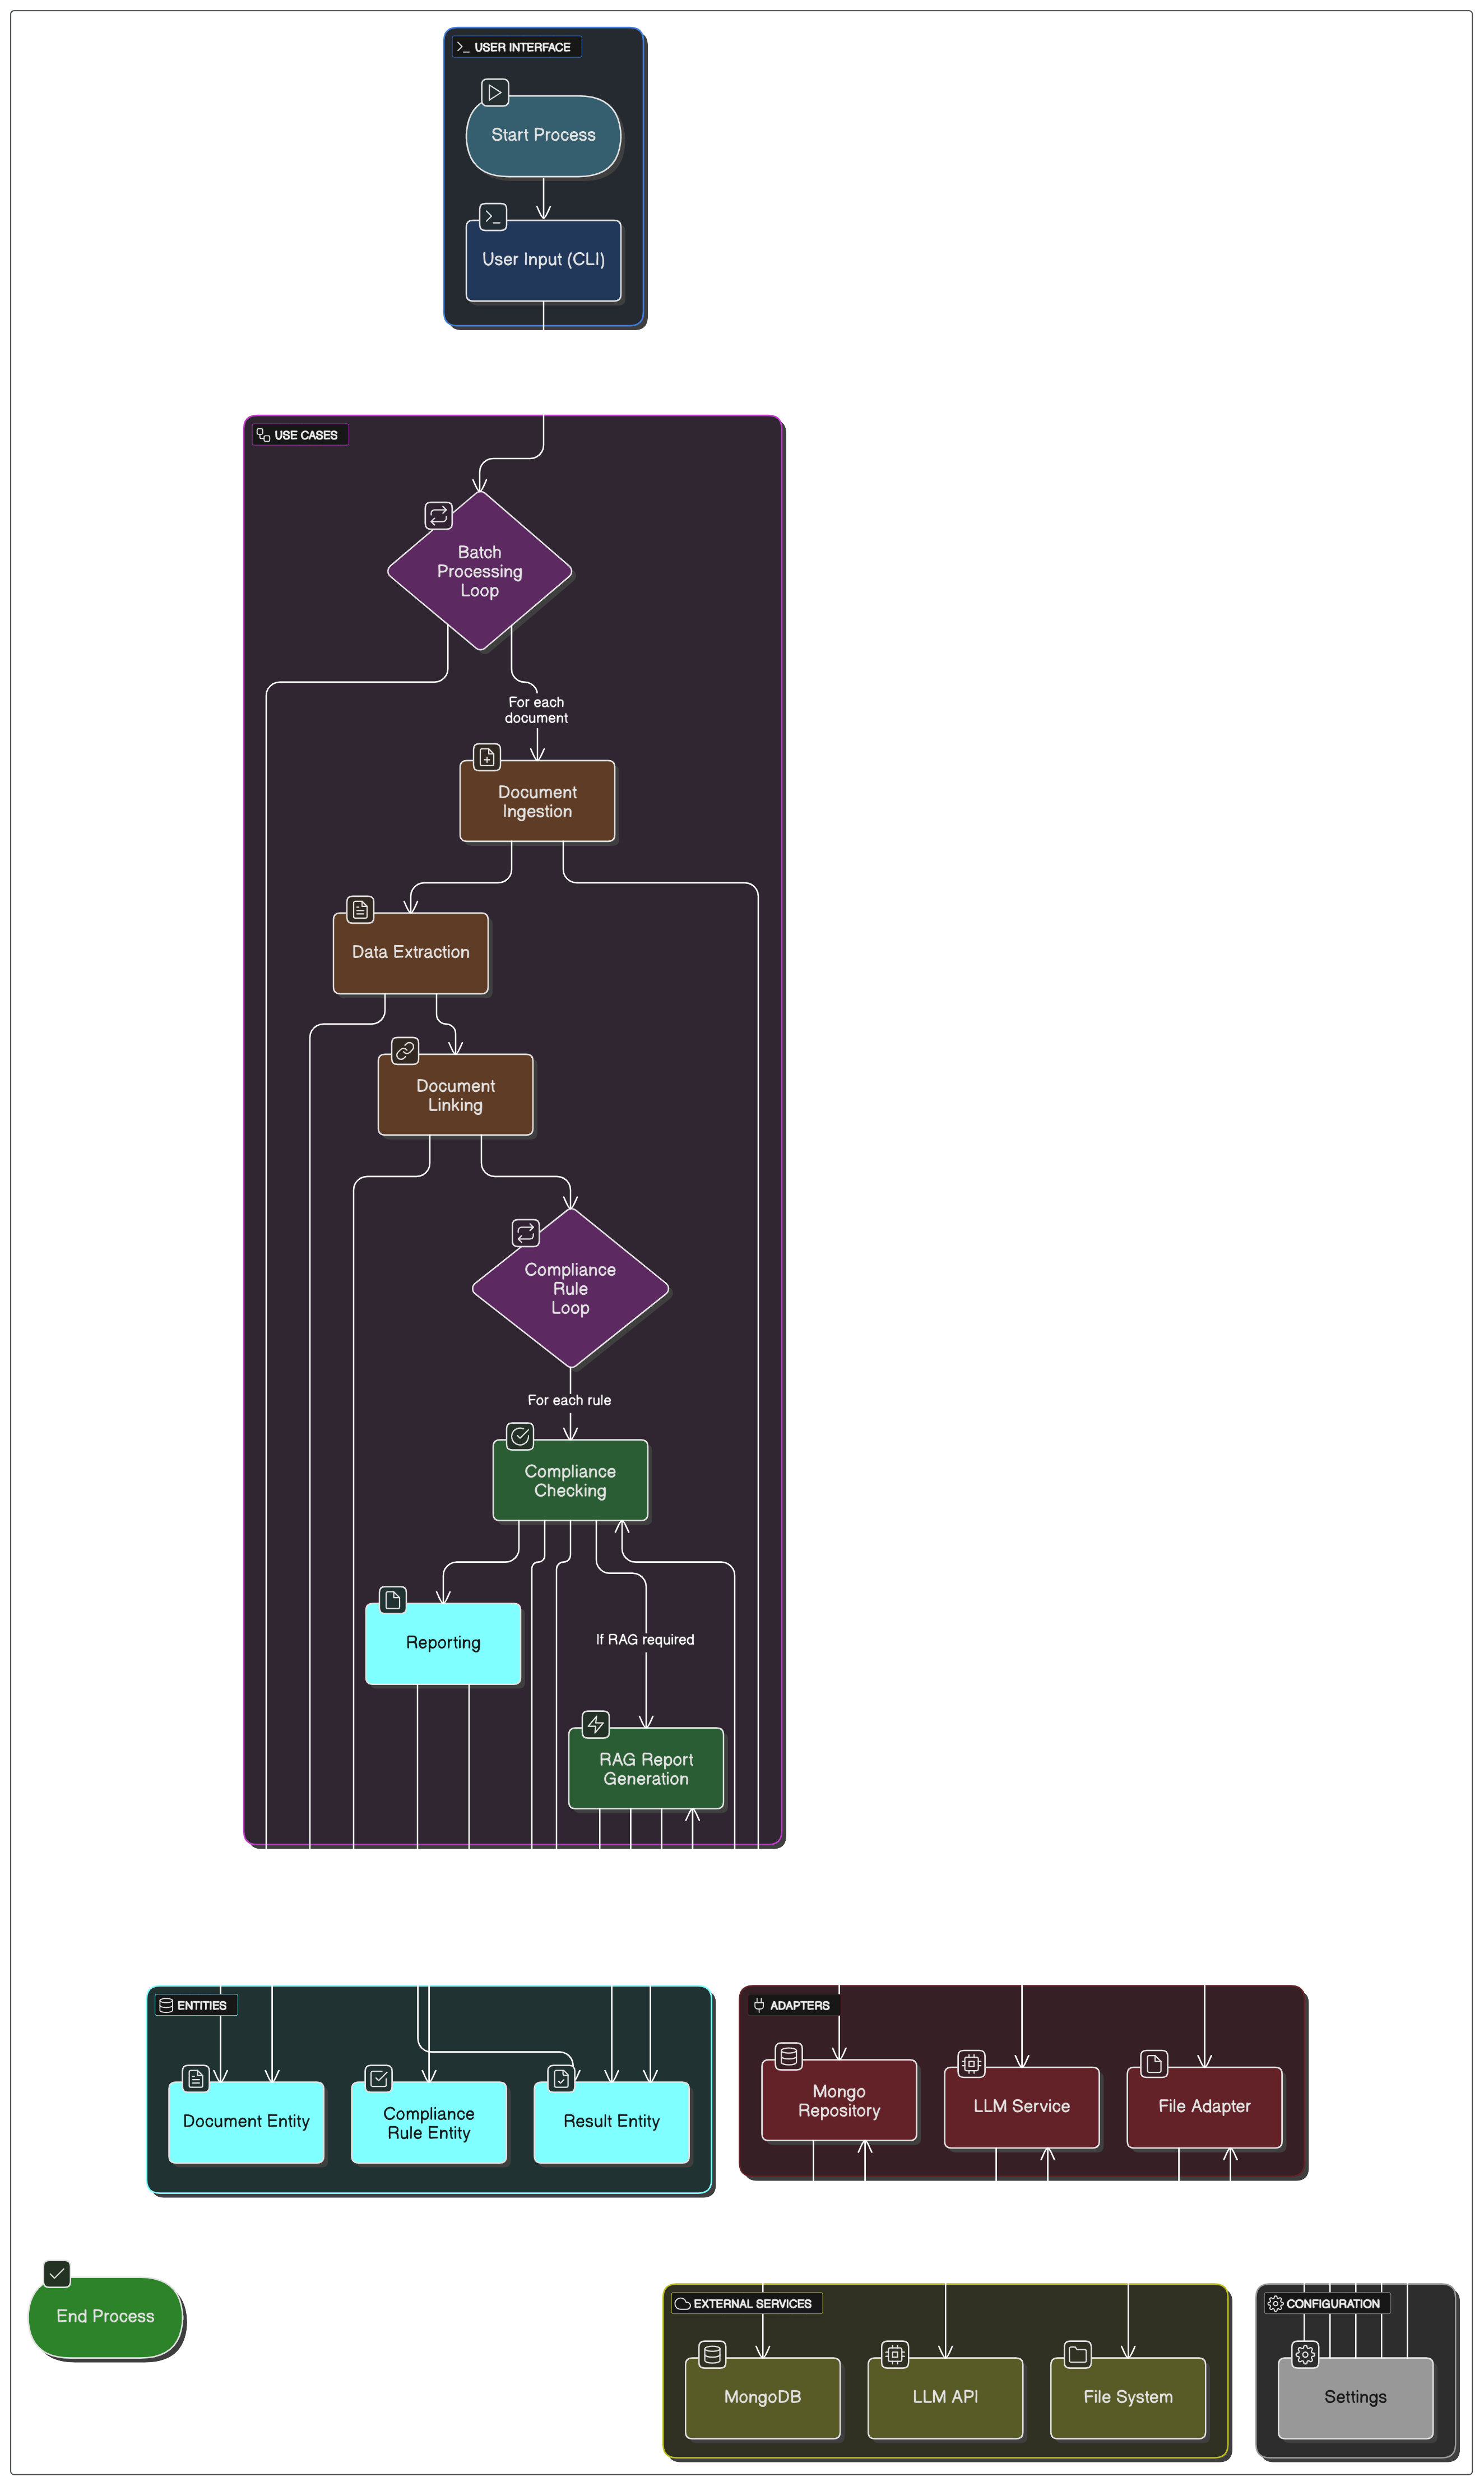 USER INTERFACE
Start Process
User Input (CLI)
USE CASES
Batch
Processing
Loop
For each
document
Document
Ingestion
Data Extraction
Document
Linking
Compliance
Rule
Loop
For each rule
Compliance
Checking
Reporting
If RAG required
RAG Report
Generation
ENTITIES
Document Entity
Compliance
Rule Entity
Result Entity
ADAPTERS
Mongo
Repository
LLM Service
File Adapter
End Process
EXTERNAL SERVICES
MongoDB
LLM API
File System
CONFIGURATION
Settings